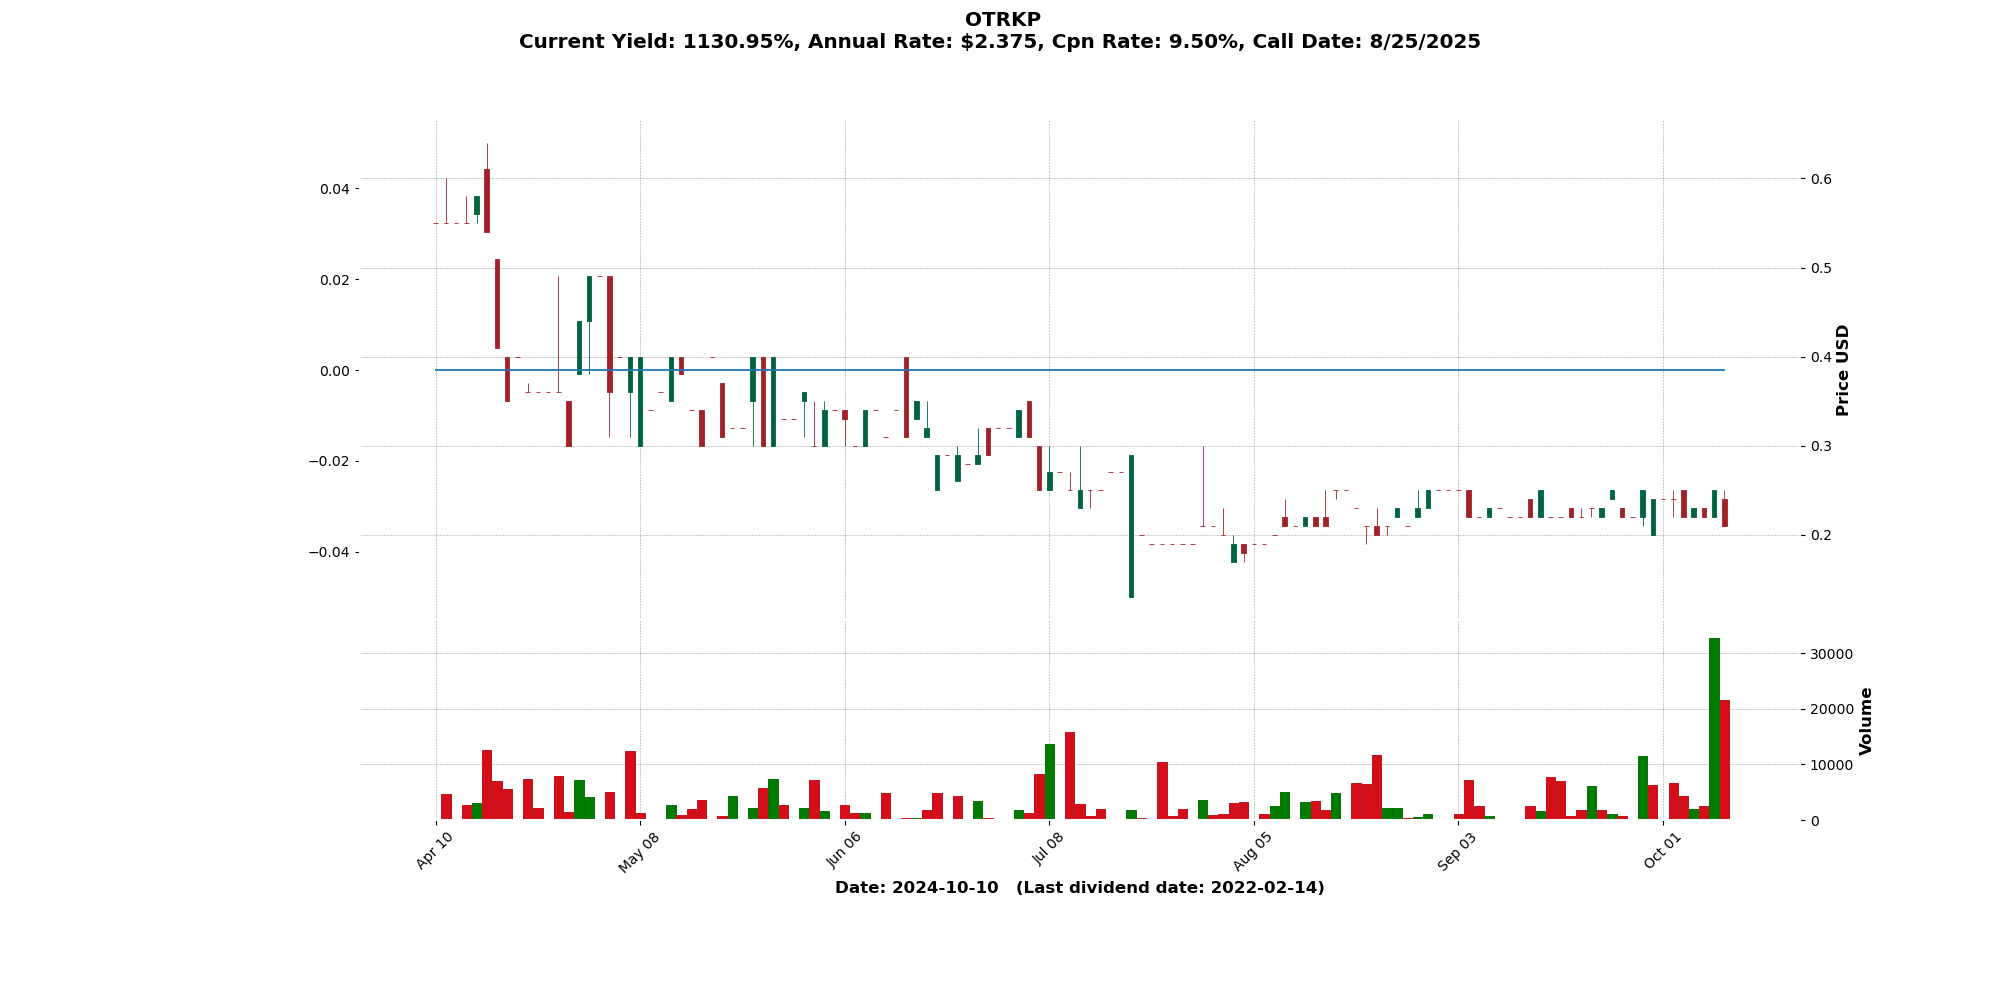 OTRKP
Current Yield: 1130.95%, Annual Rate: $2.375, Cpn Rate: 9.50%, Call Date: 8/25/2025
0.04
0.02
0.00
−0.02
−0.04
0.6
0.5
0.4
0.3
0.2
Price USD
30000
20000
10000
0
Volume
Apr 10
May 08
Jun 06
Jul 08
Aug 05
Sep 03
Oct 01
Date: 2024-10-10 (Last dividend date: 2022-02-14)